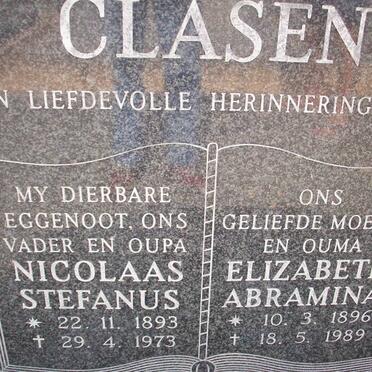 CLASEN
N LIEFDEVOLLE HERINNERING
MY DIERBARE
EGGENOOT, ONS
VADER EN OUPA
NICOLAAS
STEFANUS
* 22. 11. 1893
† 29. 4. 1973
ONS
GELIEFDE MOE
EN OUMA
ELIZABET
ABRAMINA
* 10. 3. 1896
† 18. 5. 1989